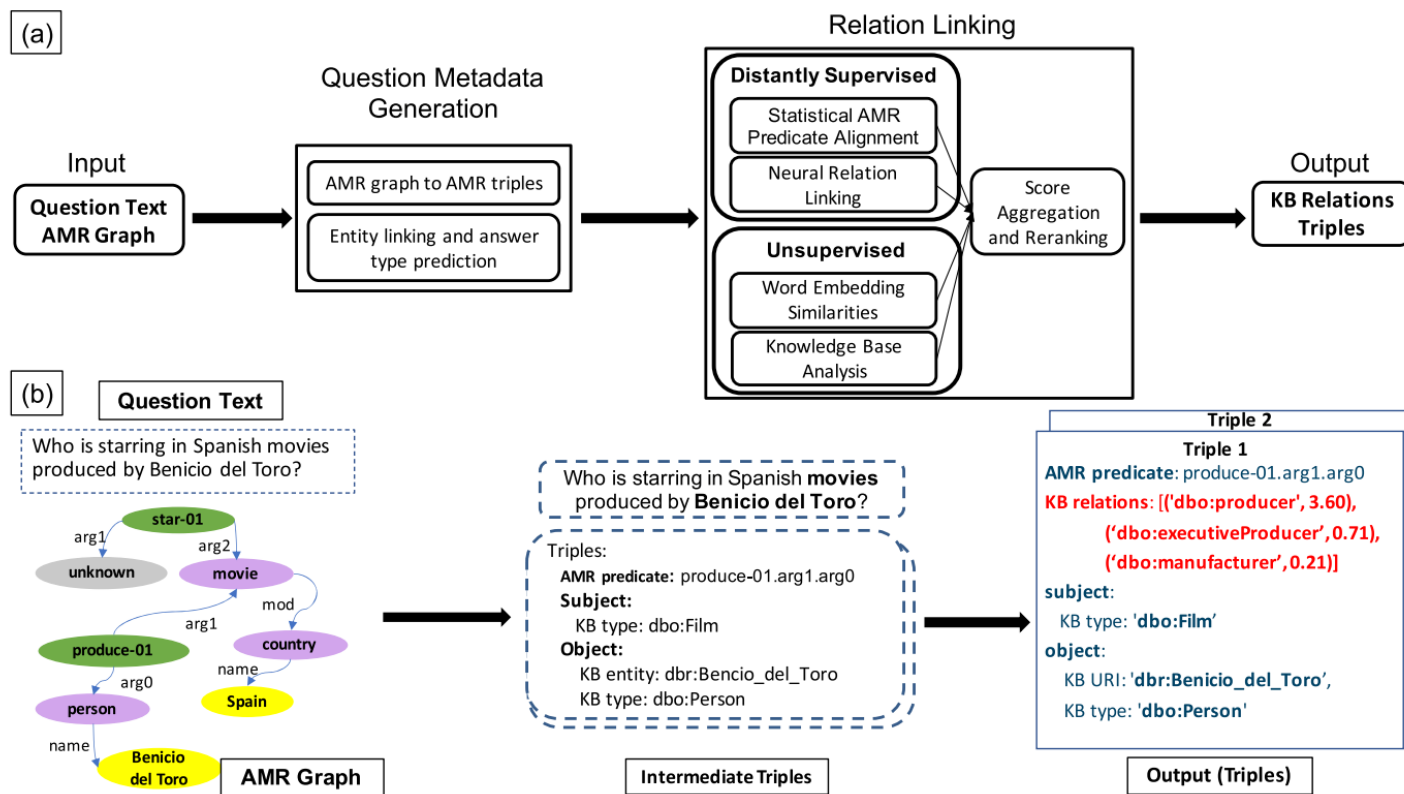 (a)
Relation Linking
Question Metadata
Generation
Input
Question Text
AMR Graph
AMR graph to AMR triples
Entity linking and answer
type prediction
Distantly Supervised
Statistical AMR
Predicate Alignment
Neural Relation
Linking
Unsupervised
Word Embedding
Similarities
Knowledge Base
Analysis
Score
Aggregation
and Reranking
Output
KB Relations
Triples
(b)
Question Text
Who is starring in Spanish movies
produced by Benicio del Toro?
star-01
arg1
arg2
unknown
movie
mod
arg1
produce-01
country
arg0
name
person
Spain
name
Benicio
del Toro
AMR Graph
Who is starring in Spanish movies
produced by Benicio del Toro?
Triples:
AMR predicate: produce-01.arg1.arg0
Subject:
KB type: dbo:Film
Object:
KB entity: dbr:Bencio_del_Toro
KB type: dbo:Person
Intermediate Triples
Triple 2
Triple 1
AMR predicate: produce-01.arg1.arg0
KB relations: [('dbo:producer', 3.60),
(‘dbo:executiveProducer’, 0.71),
(‘dbo:manufacturer’, 0.21)]
subject:
KB type: 'dbo:Film’
object:
KB URI: 'dbr:Benicio_del_Toro’,
KB type: 'dbo:Person'
Output (Triples)